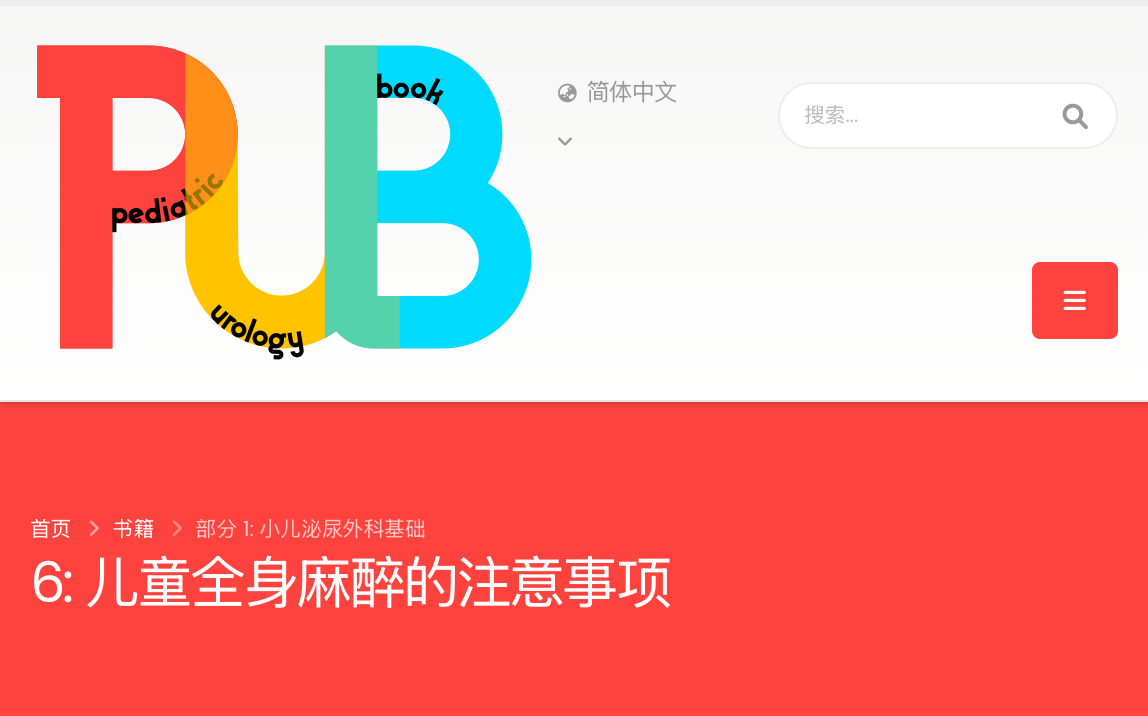 PUB
book
pediatric
urology
简体中文
搜索...
首页 书籍 部分 1: 小儿泌尿外科基础
6: 儿童全身麻醉的注意事项